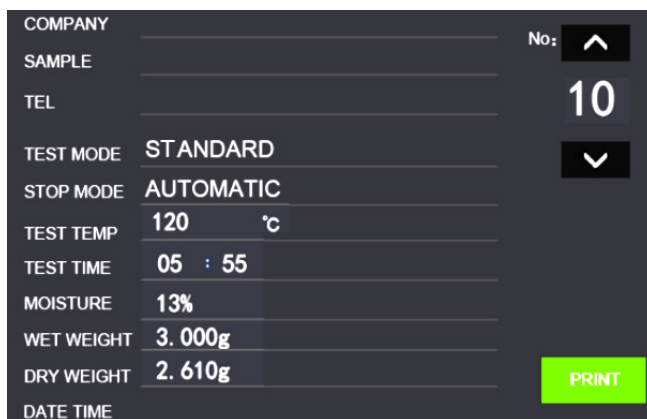 COMPANY
No:
SAMPLE
TEL
10
TEST MODE STANDARD
STOP MODE AUTOMATIC
TEST TEMP 120 ℃
TEST TIME 05 : 55
MOISTURE 13%
WET WEIGHT 3.000g
DRY WEIGHT 2.610g
PRINT
DATE TIME